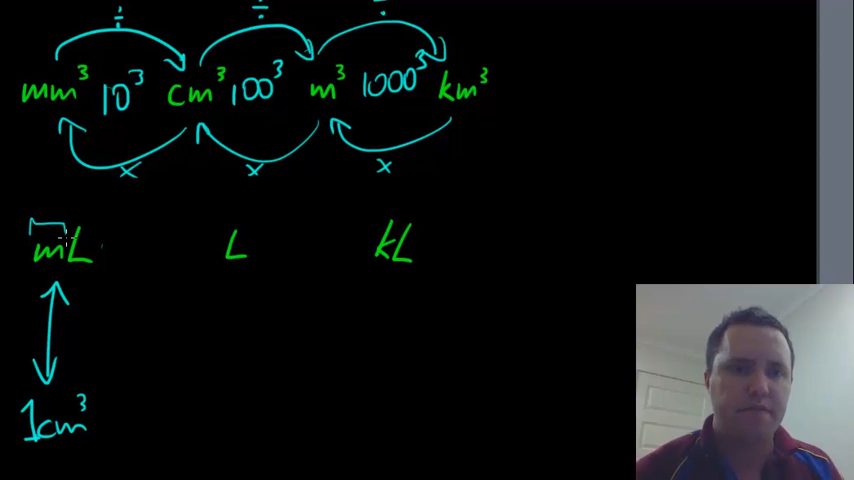 ÷ ÷ ÷
mm³ 10³ cm³ 100³ m³ 1000³ km³
x x x
mL L kL
1cm³